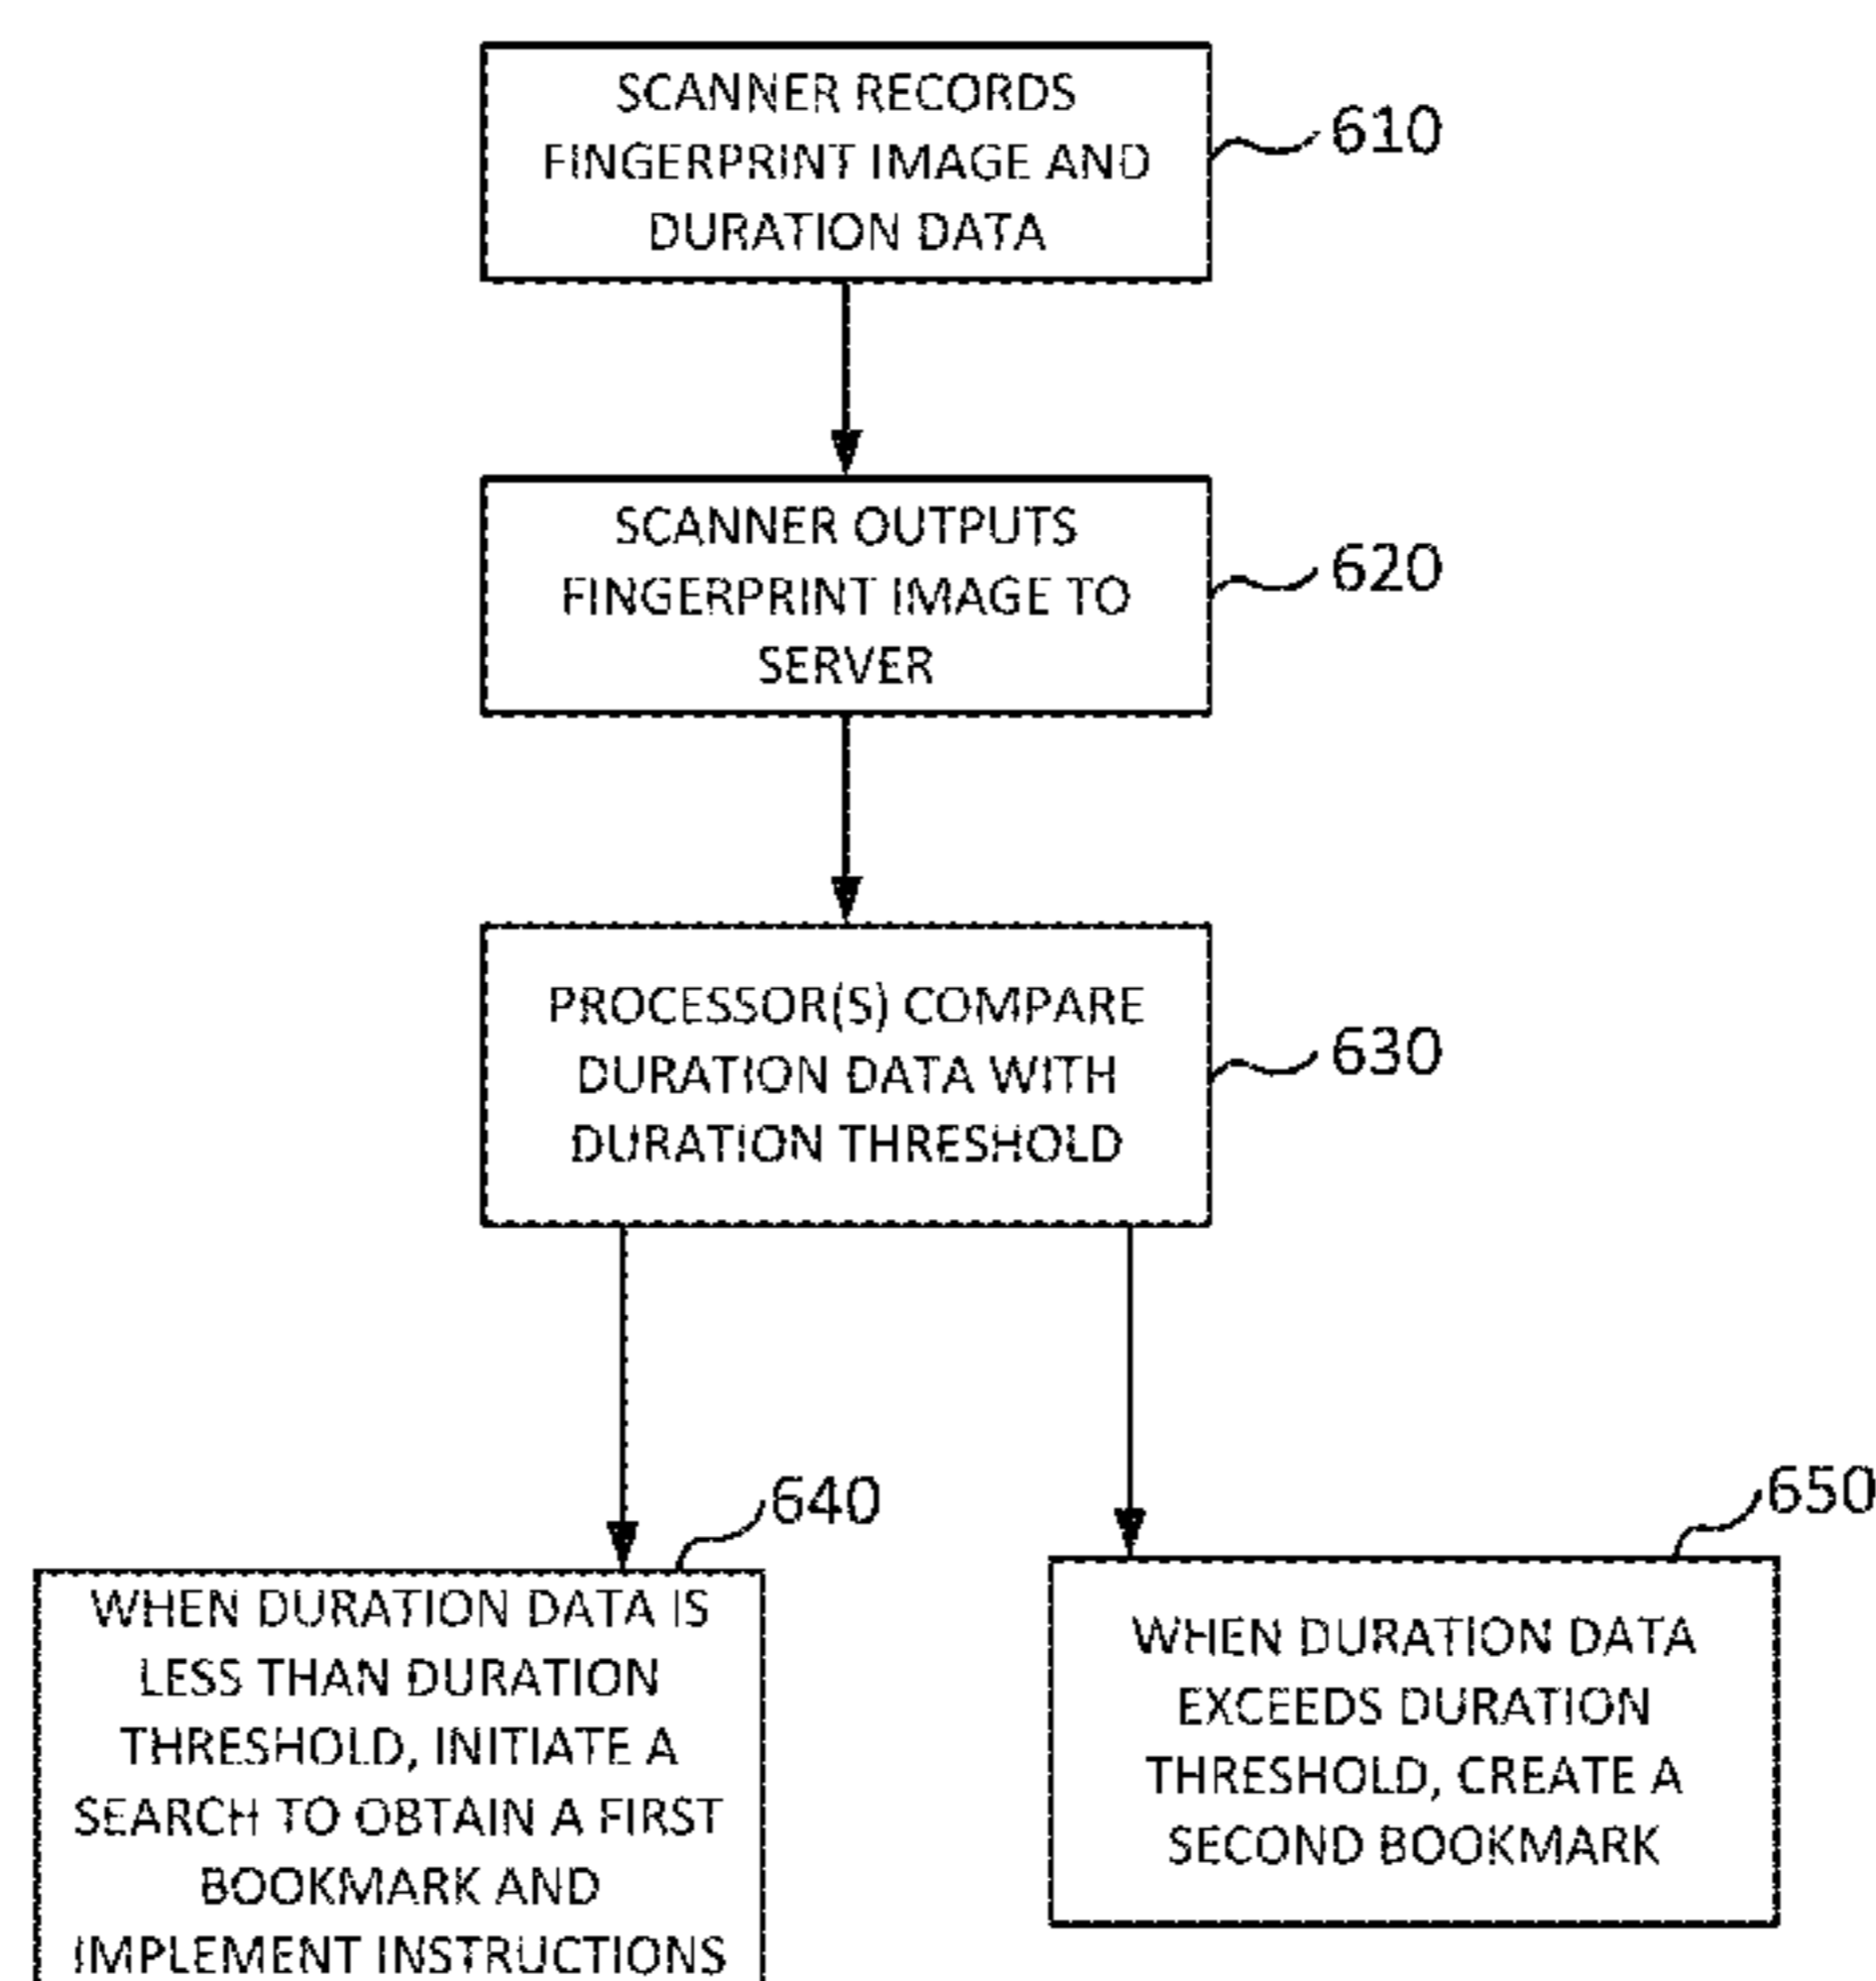 SCANNER RECORDS
FINGERPRINT IMAGE AND
DURATION DATA
610
SCANNER OUTPUTS
FINGERPRINT IMAGE TO
SERVER
620
PROCESSOR(S) COMPARE
DURATION DATA WITH
DURATION THRESHOLD
630
640
WHEN DURATION DATA IS
LESS THAN DURATION
THRESHOLD, INITIATE A
SEARCH TO OBTAIN A FIRST
BOOKMARK AND
IMPLEMENT INSTRUCTIONS
650
WHEN DURATION DATA
EXCEEDS DURATION
THRESHOLD, CREATE A
SECOND BOOKMARK